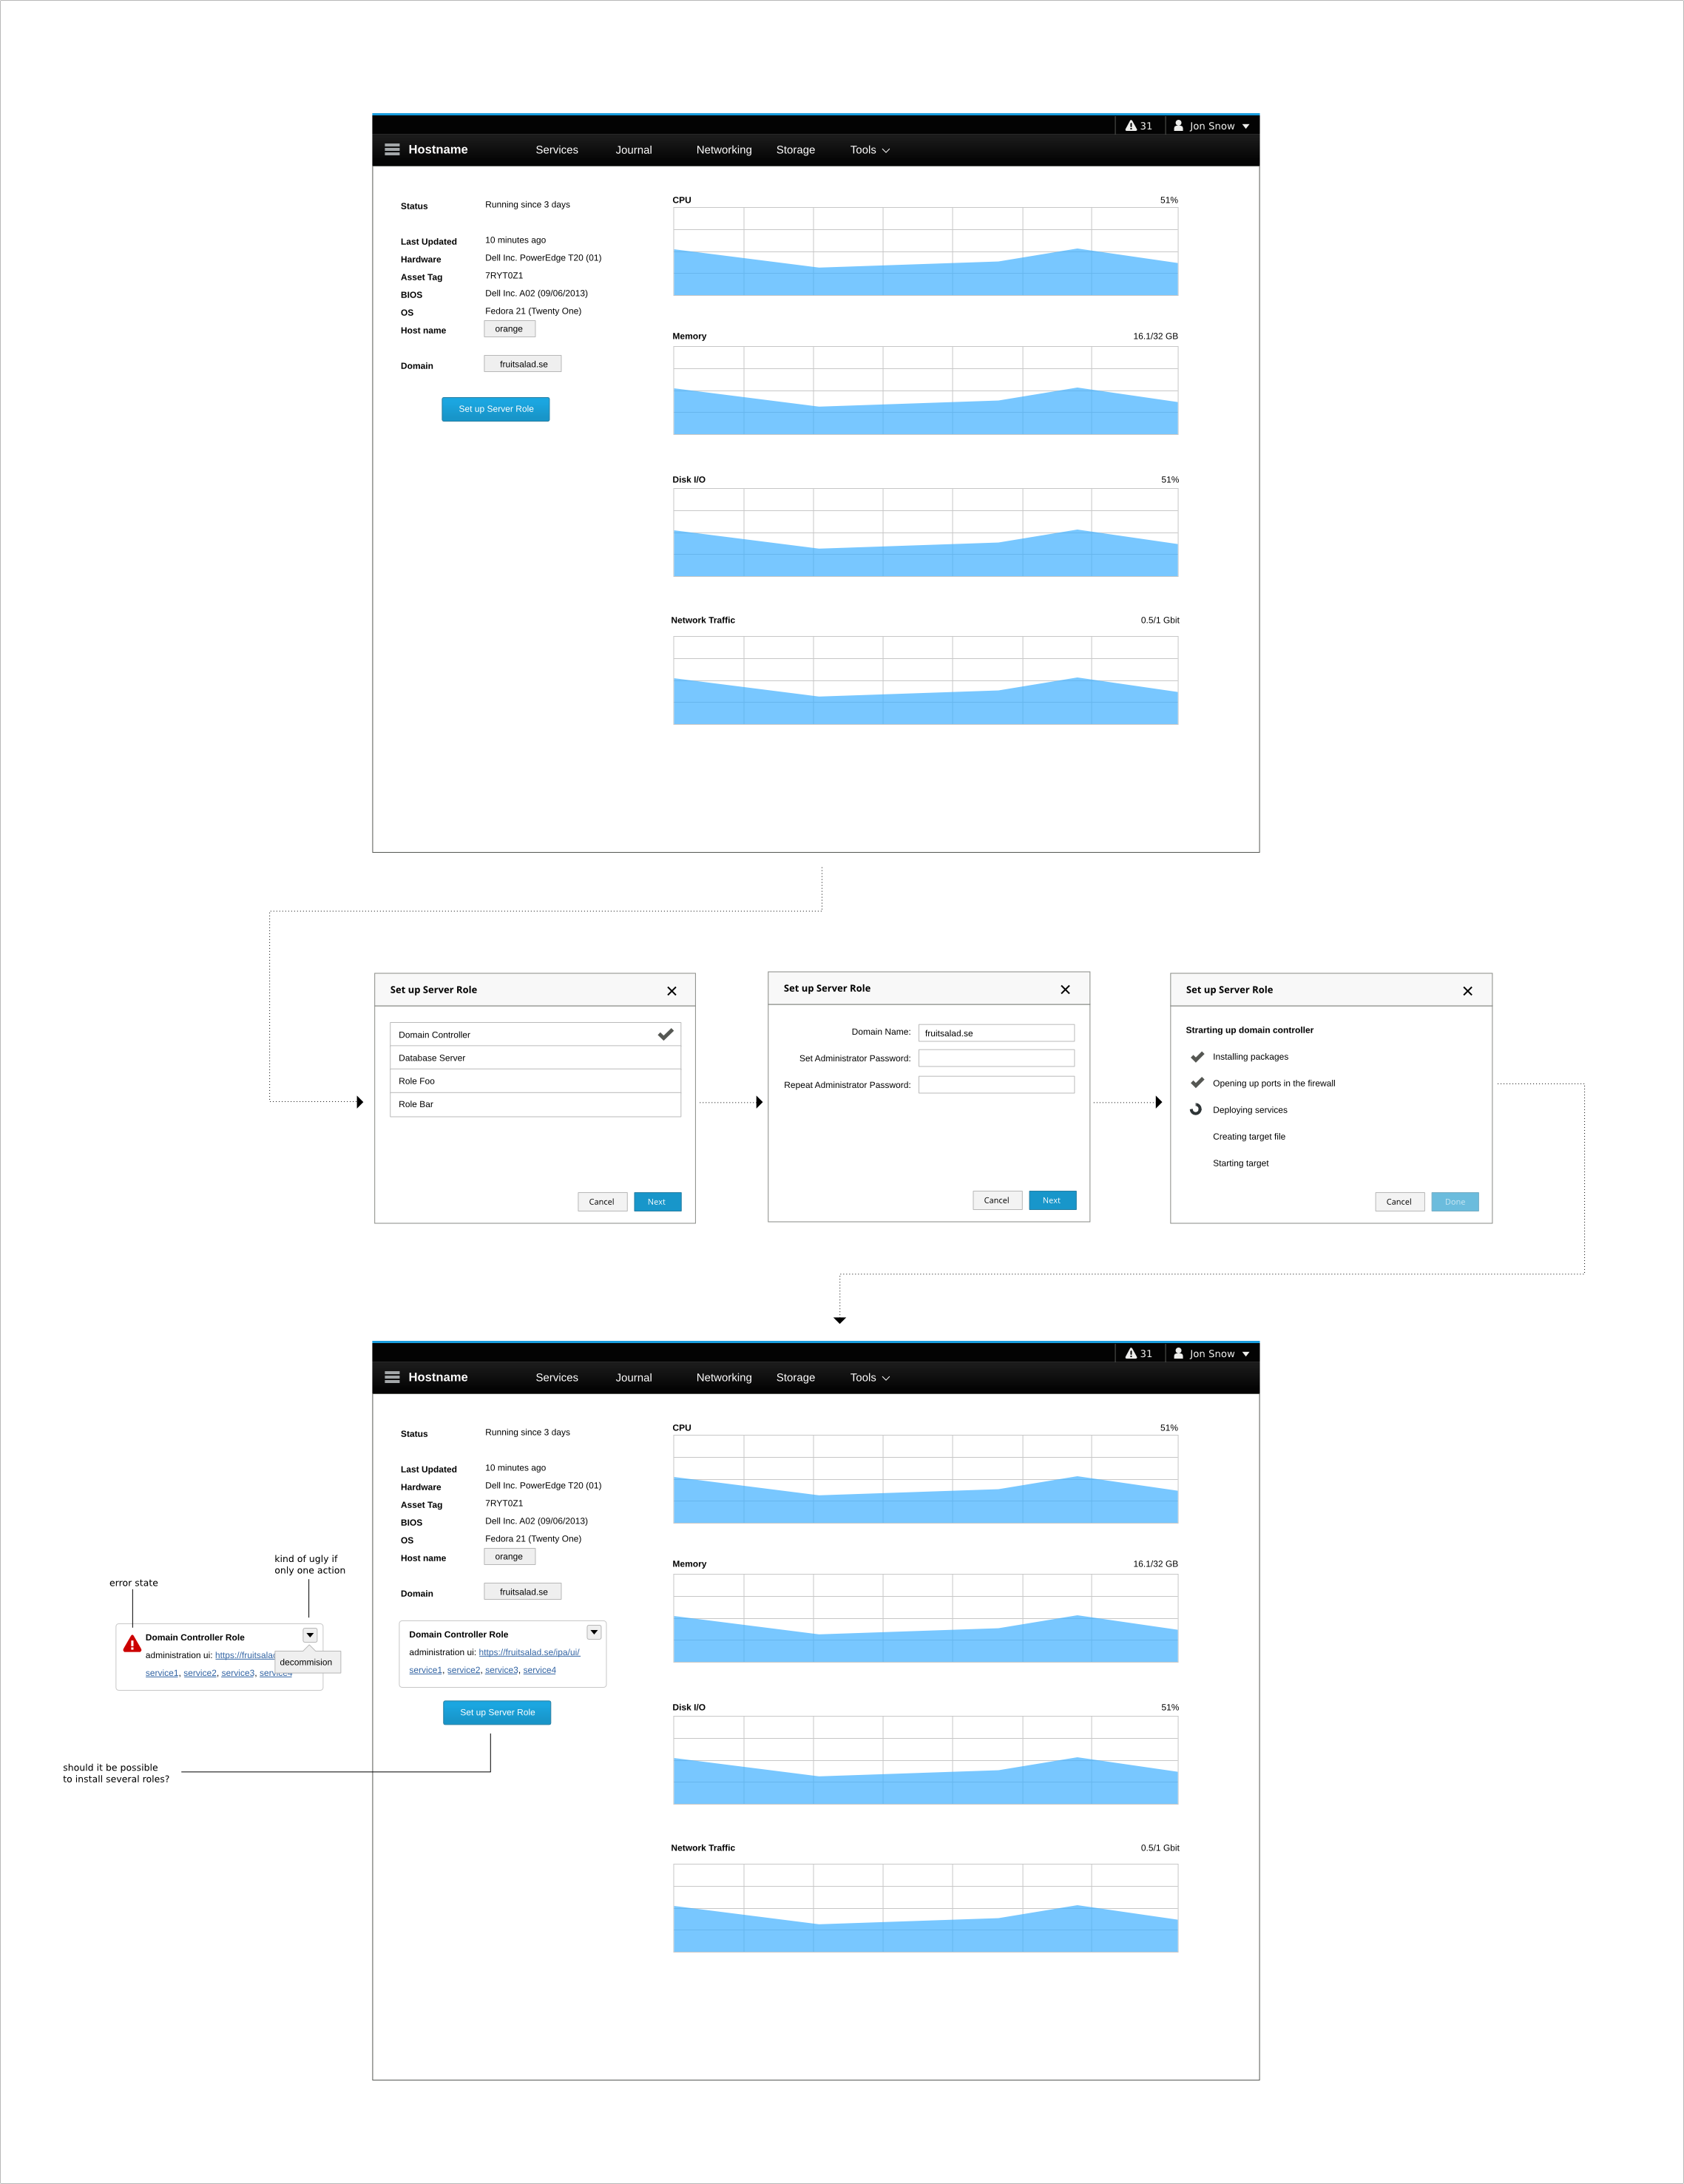 31 Jon Snow
Hostname Services Journal Networking Storage Tools
Status Running since 3 days
Last Updated 10 minutes ago
Hardware Dell Inc. PowerEdge T20 (01)
Asset Tag 7RYT0Z1
BIOS Dell Inc. A02 (09/06/2013)
OS Fedora 21 (Twenty One)
Host name orange
Domain fruitsalad.se
Set up Server Role
CPU 51%
Memory 16.1/32 GB
Disk I/O 51%
Network Traffic 0.5/1 Gbit
Set up Server Role
Domain Controller
Database Server
Role Foo
Role Bar
Cancel Next
Set up Server Role
Domain Name: fruitsalad.se
Set Administrator Password:
Repeat Administrator Password:
Cancel Next
Set up Server Role
Strarting up domain controller
Installing packages
Opening up ports in the firewall
Deploying services
Creating target file
Starting target
Cancel Done
31 Jon Snow
Hostname Services Journal Networking Storage Tools
Status Running since 3 days
Last Updated 10 minutes ago
Hardware Dell Inc. PowerEdge T20 (01)
Asset Tag 7RYT0Z1
BIOS Dell Inc. A02 (09/06/2013)
OS Fedora 21 (Twenty One)
Host name orange
Domain fruitsalad.se
Domain Controller Role
administration ui: https://fruitsalad.se/ipa/ui/
service1, service2, service3, service4
Set up Server Role
CPU 51%
Memory 16.1/32 GB
Disk I/O 51%
Network Traffic 0.5/1 Gbit
kind of ugly if
only one action
error state
Domain Controller Role
administration ui: https://fruitsala
decommision
service1, service2, service3, service4
should it be possible
to install several roles?